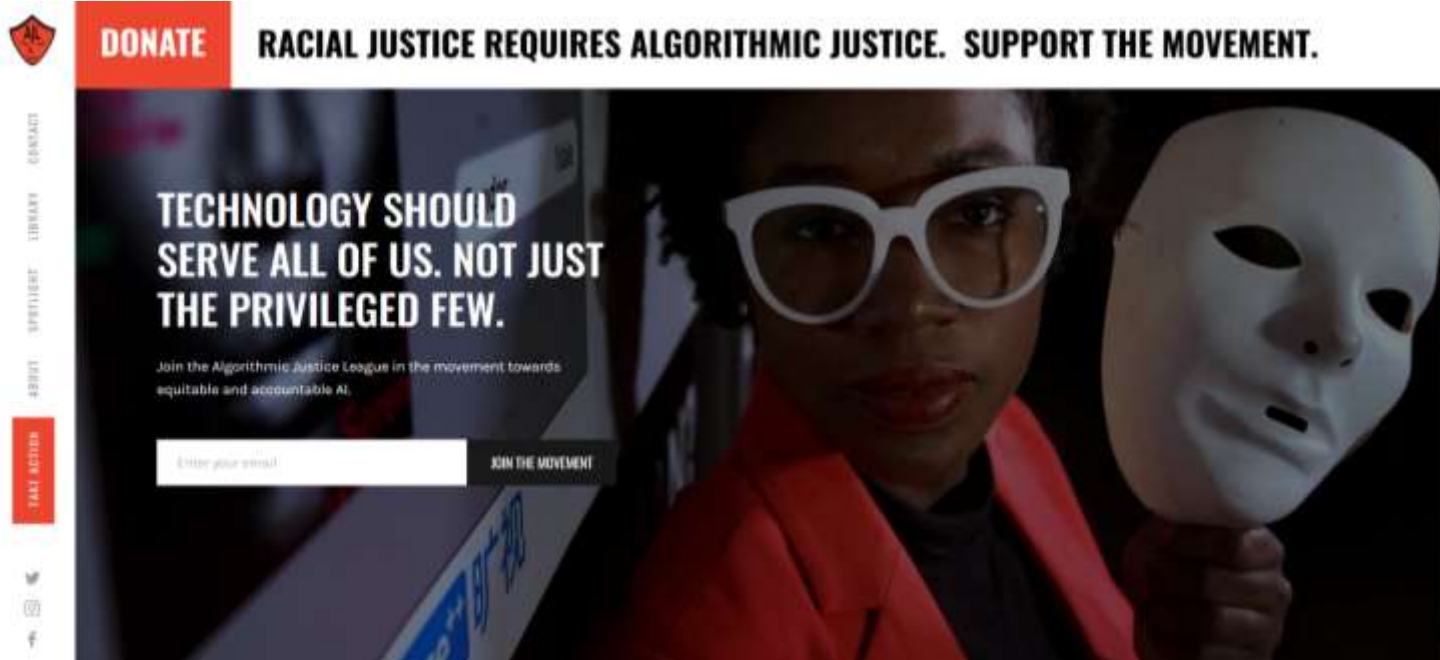 AJL
DONATE
RACIAL JUSTICE REQUIRES ALGORITHMIC JUSTICE. SUPPORT THE MOVEMENT.
CONTACT
LIBRARY
SPOTLIGHT
ABOUT
TAKE ACTION
TECHNOLOGY SHOULD
SERVE ALL OF US. NOT JUST
THE PRIVILEGED FEW.
Join the Algorithmic Justice League in the movement towards
equitable and accountable AI.
Enter your email
JOIN THE MOVEMENT